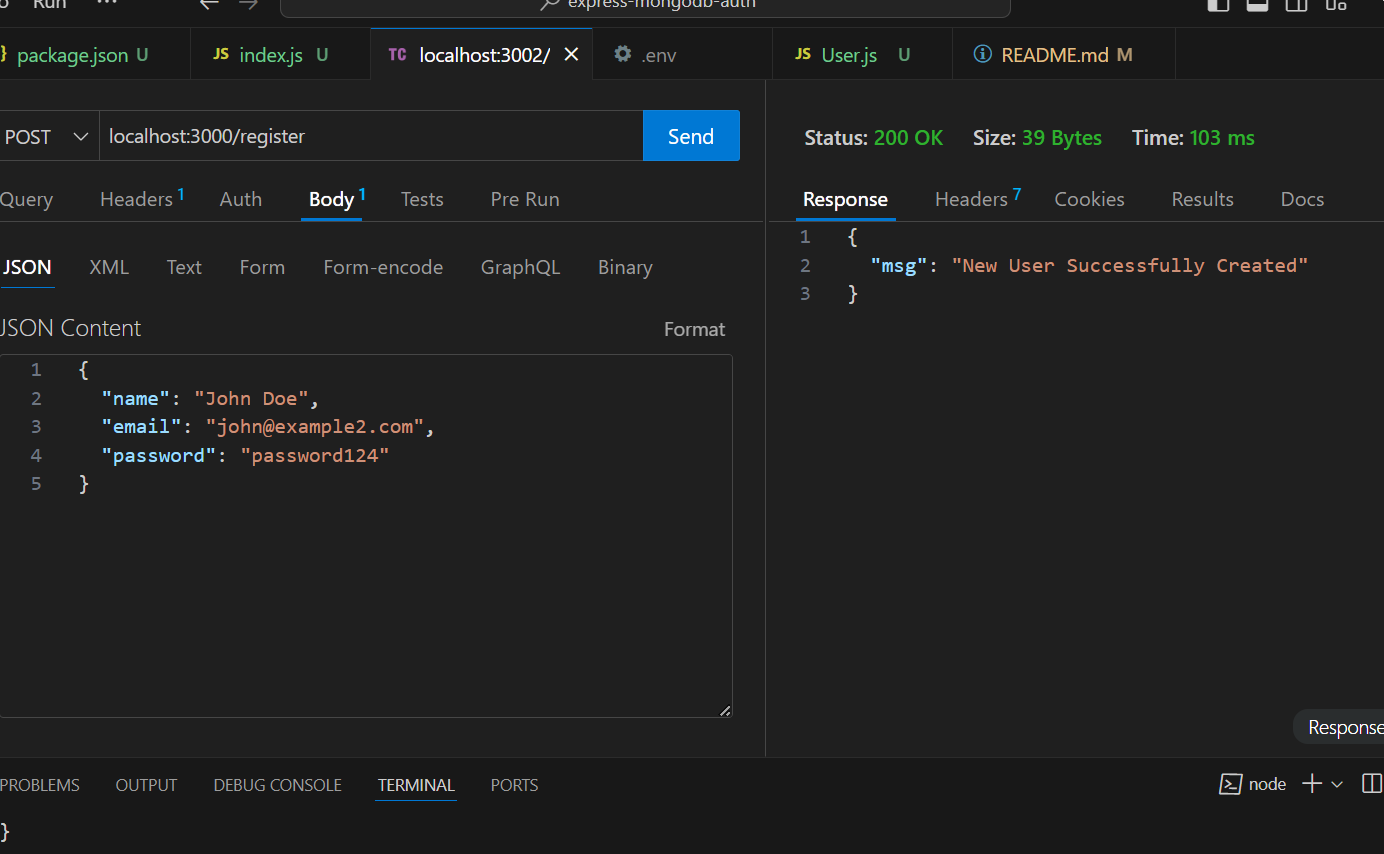 Run ···
express-mongodb-auth
package.json U
JS index.js U
TC localhost:3002/
.env
JS User.js U
README.md M
POST
localhost:3000/register
Send
Status: 200 OK Size: 39 Bytes Time: 103 ms
Query Headers 1 Auth Body 1 Tests Pre Run
Response Headers 7 Cookies Results Docs
JSON XML Text Form Form-encode GraphQL Binary
JSON Content Format
1 {
2 "name": "John Doe",
3 "email": "john@example2.com",
4 "password": "password124"
5 }
1 {
2 "msg": "New User Successfully Created"
3 }
Response
PROBLEMS OUTPUT DEBUG CONSOLE TERMINAL PORTS
node
}